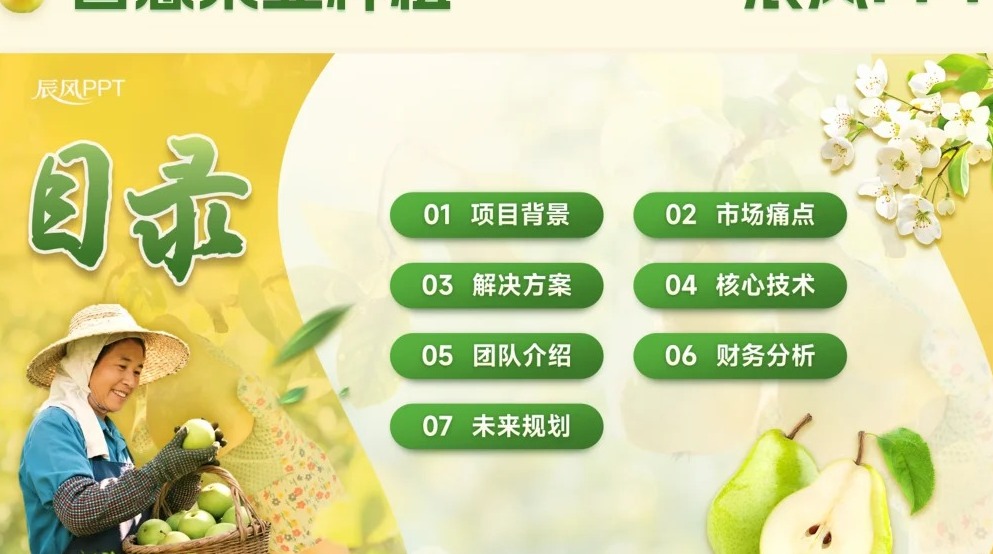 辰风PPT
目录
01 项目背景
02 市场痛点
03 解决方案
04 核心技术
05 团队介绍
06 财务分析
07 未来规划